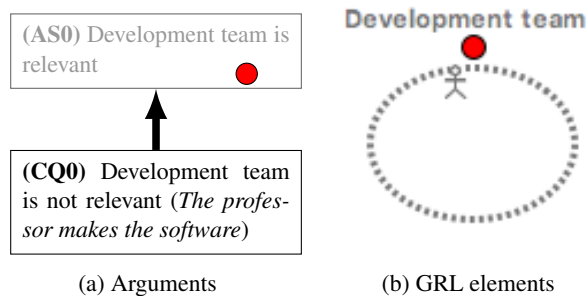 (AS0) Development team is
relevant
(CQ0) Development team
is not relevant (The profes-
sor makes the software)
(a) Arguments
Development team
(b) GRL elements